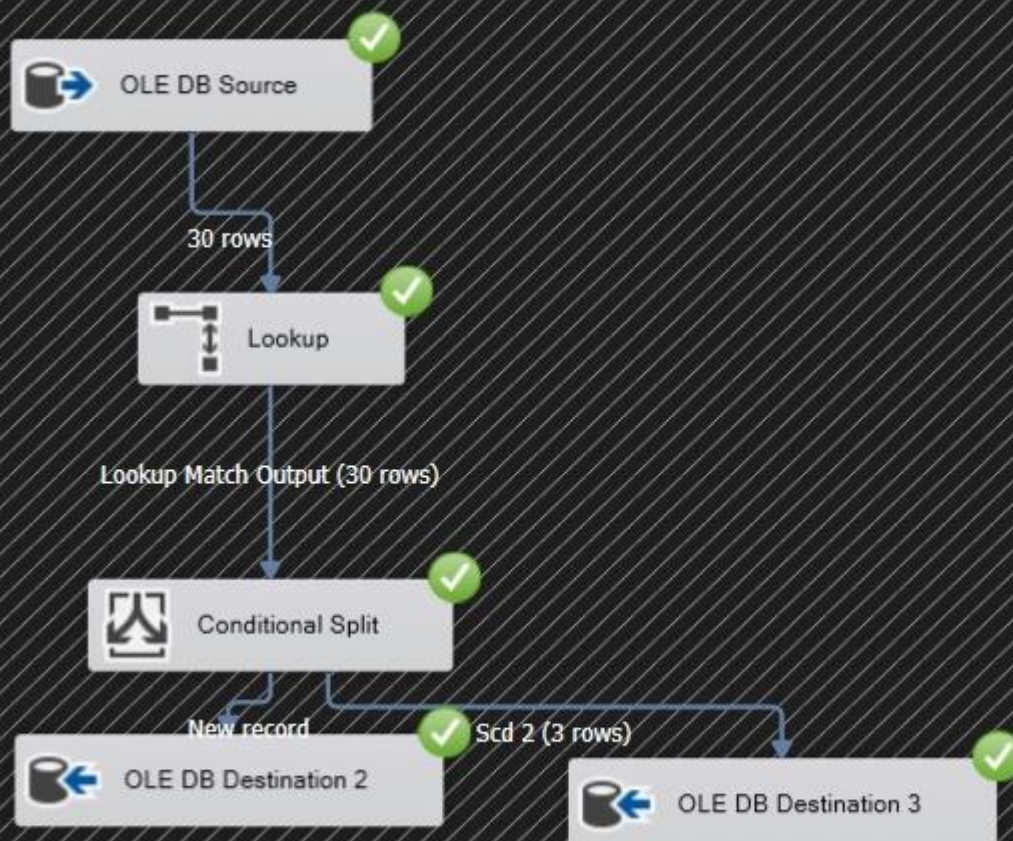 OLE DB Source
30 rows
Lookup
Lookup Match Output (30 rows)
Conditional Split
New record
Scd 2 (3 rows)
OLE DB Destination 2
OLE DB Destination 3